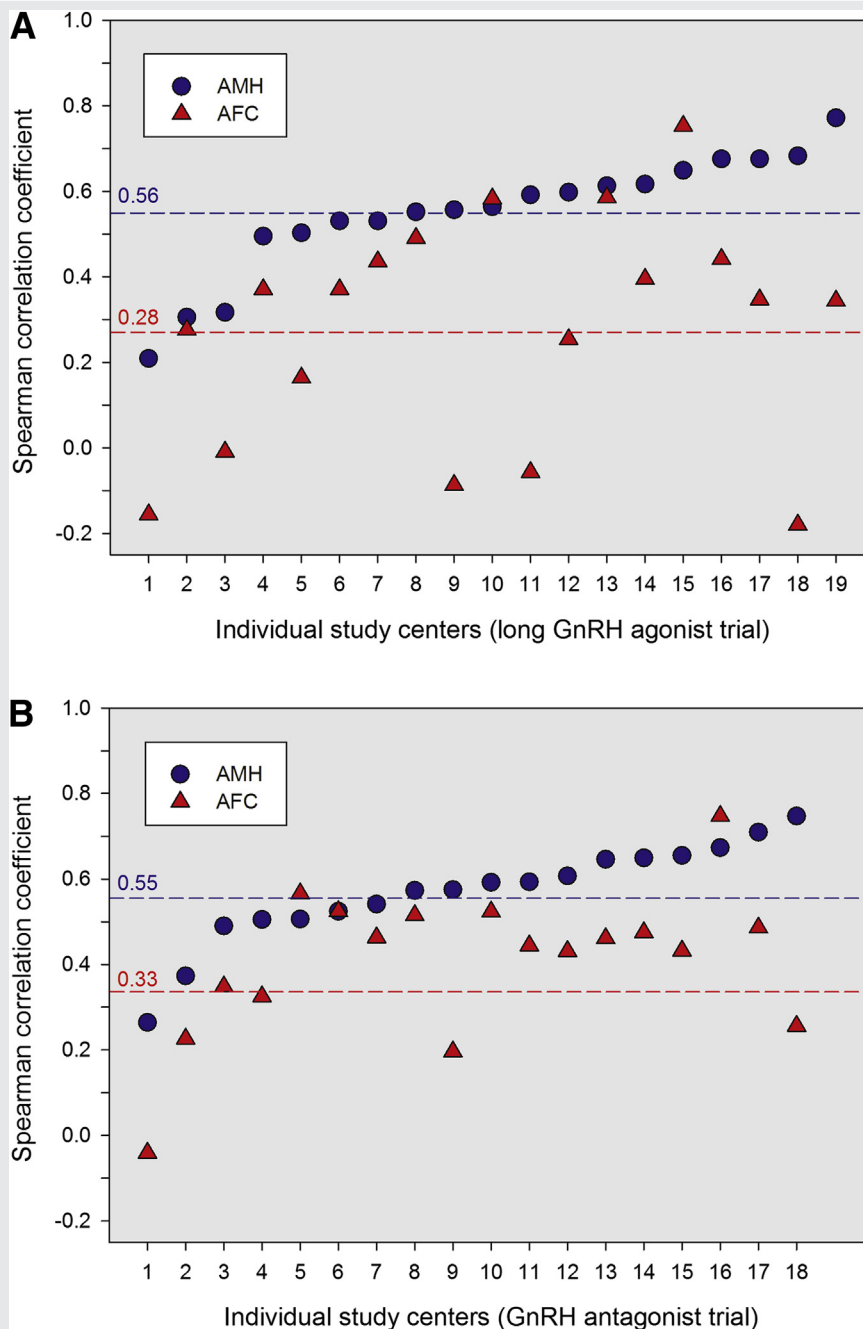 A
1.0
AMH
AFC
0.8
0.6
0.56
0.4
0.28
0.2
0.0
-0.2
Spearman correlation coefficient
1 2 3 4 5 6 7 8 9 10 11 12 13 14 15 16 17 18 19
Individual study centers (long GnRH agonist trial)
B
1.0
AMH
AFC
0.8
0.6
0.55
0.4
0.33
0.2
0.0
-0.2
Spearman correlation coefficient
1 2 3 4 5 6 7 8 9 10 11 12 13 14 15 16 17 18
Individual study centers (GnRH antagonist trial)